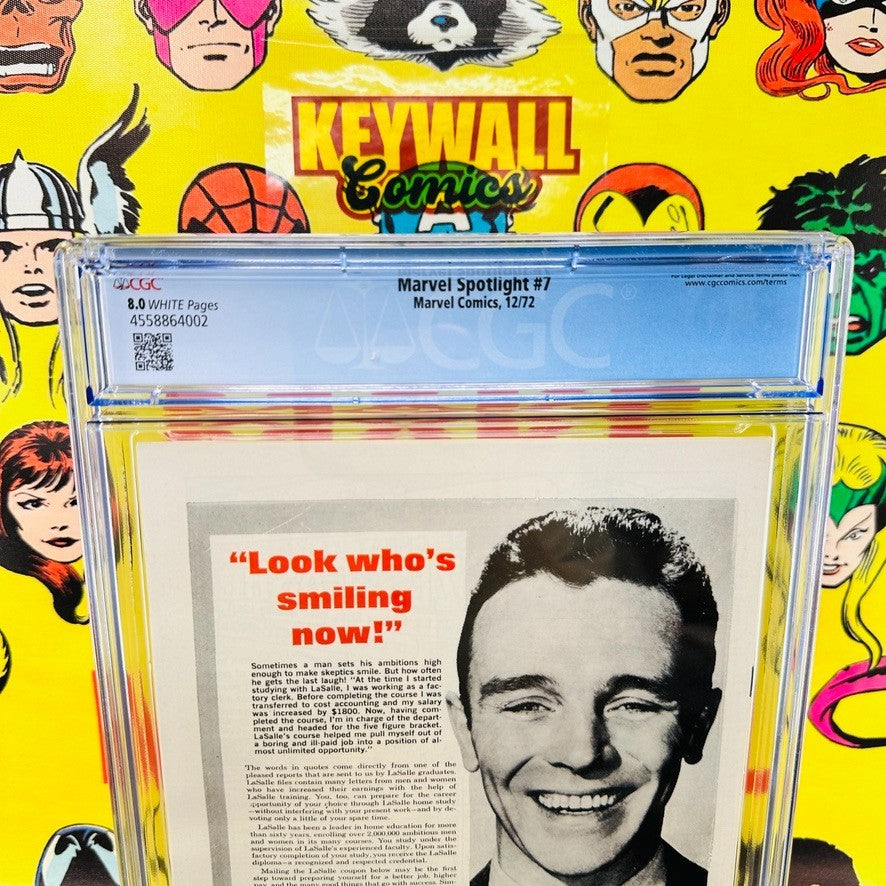 KEYWALL
Comics
CGC
8.0 WHITE Pages
4558864002
Marvel Spotlight #7
Marvel Comics, 12/72
www.cgccomics.com/terms
CGC
"Look who's
smiling
now!"
Sometimes a man sets his ambitions high
enough to make skeptics smile. But how often
he gets the last laugh! "At the time I started
studying with LaSalle, I was working as a fac-
tory clerk. Before completing the course I was
transferred to cost accounting and my salary
was increased by $1800. Now, having com-
pleted the course, I'm in charge of the depart-
ment and headed for the five figure bracket.
LaSalle's course helped me pull myself out of
a boring and ill-paid job into a position of al-
most unlimited opportunity."
The words in quotes come directly from one of the
pleased reports that are sent to us by LaSalle graduates.
LaSalle files contain many letters from men and women
who have increased their earnings with the help of
LaSalle training. You, too, can prepare for the career
opportunity of your choice through LaSalle home study
—without interfering with your present work—and by de-
voting only a little of your spare time.
LaSalle has been a leader in home education for more
than sixty years, enrolling over 2,000,000 ambitious men
and women in its many courses. You study under the
supervision of LaSalle's experienced faculty. Upon satis-
factory completion of your study, you receive the LaSalle
diploma—a recognized and respected credential.
Mailing the LaSalle coupon below may be the first
step toward preparing yourself for a better job, higher
pay, and the many good things that go with success. Sim-